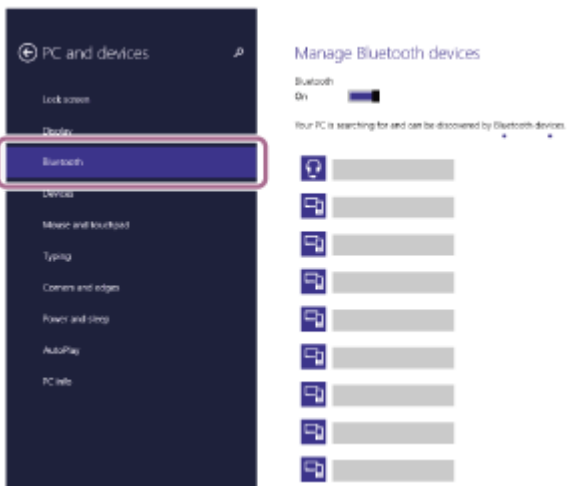 PC and devices
Lock screen
Display
Bluetooth
Devices
Mouse and touchpad
Typing
Corners and edges
Power and sleep
AutoPlay
PC info
Manage Bluetooth devices
Bluetooth
On
Your PC is searching for and can be discovered by Bluetooth devices.